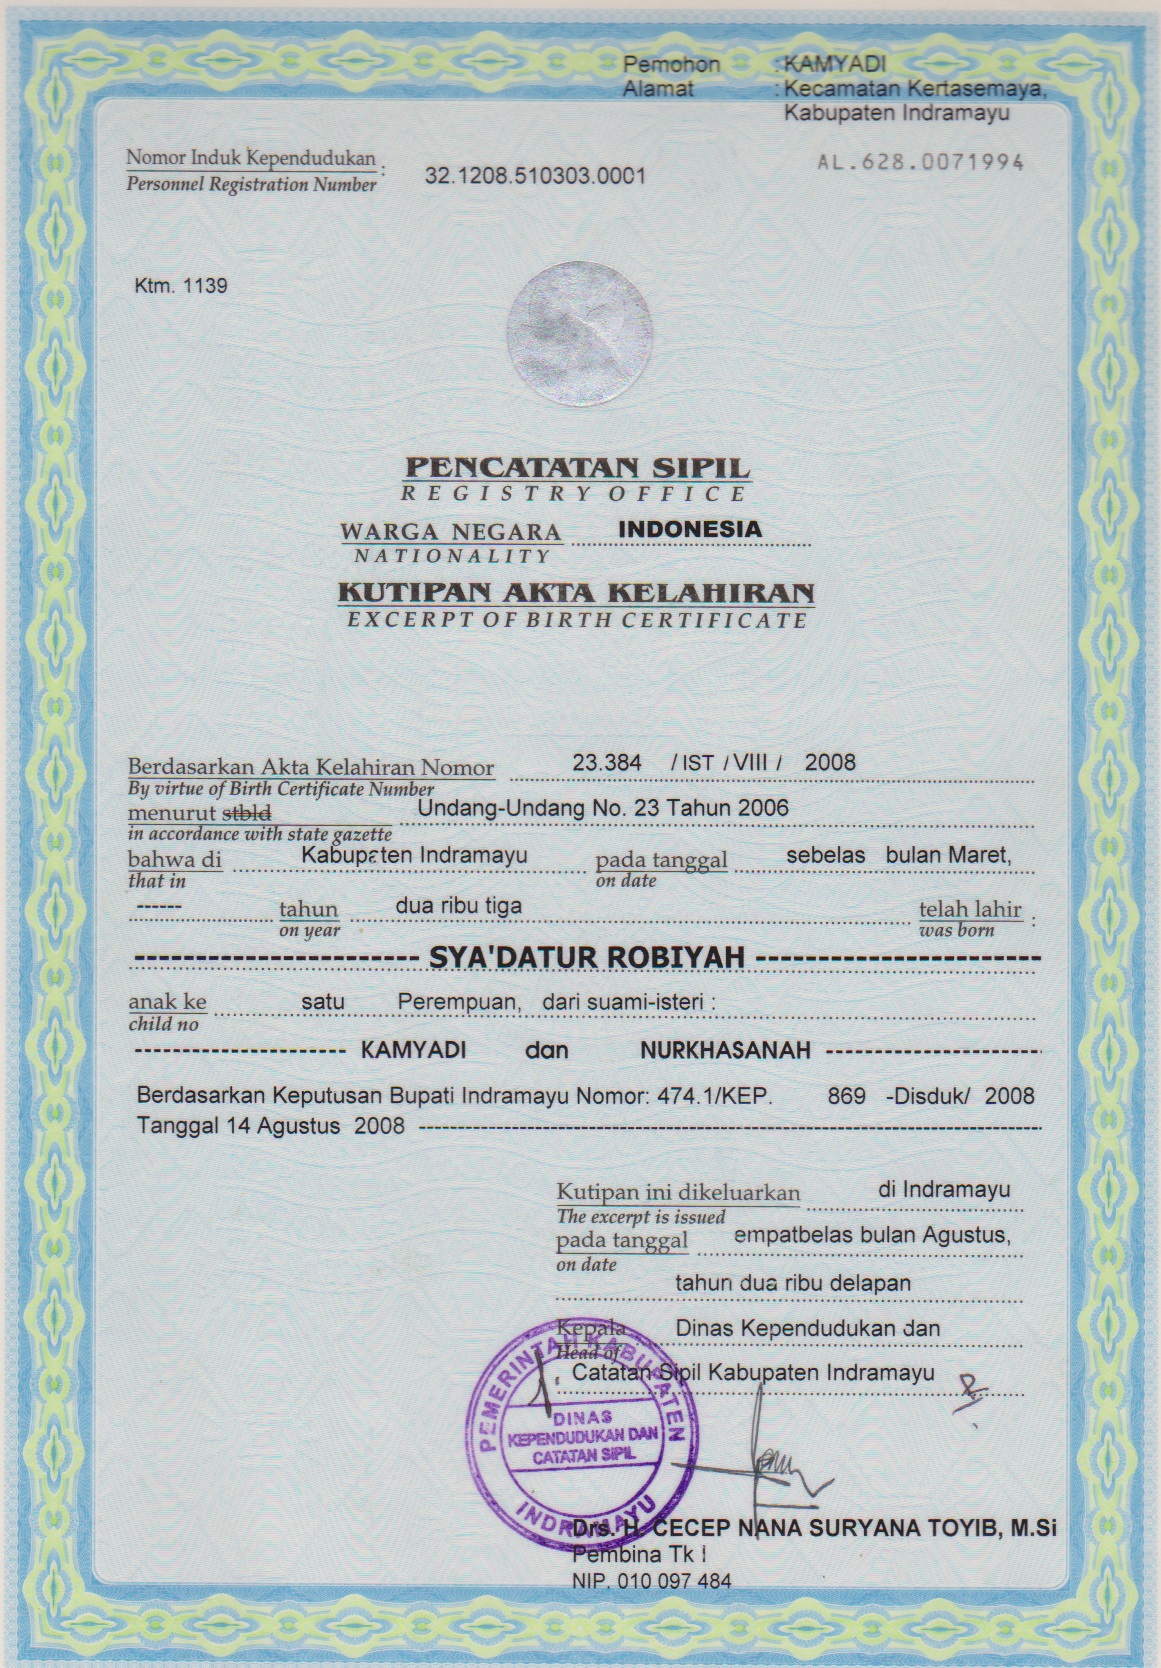 Pemohon : KAMYADI
Alamat : Kecamatan Kertasemaya,
Kabupaten Indramayu
Nomor Induk Kependudukan : 32.1208.510303.0001
Personnel Registration Number
AL.628.0071994
Ktm. 1139
PENCATATAN SIPIL
REGISTRY OFFICE
WARGA NEGARA INDONESIA
NATIONALITY
KUTIPAN AKTA KELAHIRAN
EXCERPT OF BIRTH CERTIFICATE
Berdasarkan Akta Kelahiran Nomor 23.384 / IST / VIII / 2008
By virtue of Birth Certificate Number
menurut stbld Undang-Undang No. 23 Tahun 2006
in accordance with state gazette
bahwa di Kabupaten Indramayu pada tanggal sebelas bulan Maret,
that in on date
------ tahun dua ribu tiga telah lahir :
on year was born
----------------------- SYA'DATUR ROBIYAH -----------------------
anak ke satu Perempuan, dari suami-isteri :
child no
--------------------- KAMYADI dan NURKHASANAH ---------------------
Berdasarkan Keputusan Bupati Indramayu Nomor: 474.1/KEP. 869 -Disduk/ 2008
Tanggal 14 Agustus 2008 ----------------------------------------
Kutipan ini dikeluarkan di Indramayu
The excerpt is issued
pada tanggal empatbelas bulan Agustus,
on date
tahun dua ribu delapan
Kepala : Dinas Kependudukan dan
Head of
Catatan Sipil Kabupaten Indramayu
PEMERINTAH KABUPATEN
DINAS
KEPENDUDUKAN DAN
CATATAN SIPIL
INDRAMAYU
Drs. H. CECEP NANA SURYANA TOYIB, M.Si
Pembina Tk I
NIP. 010 097 484